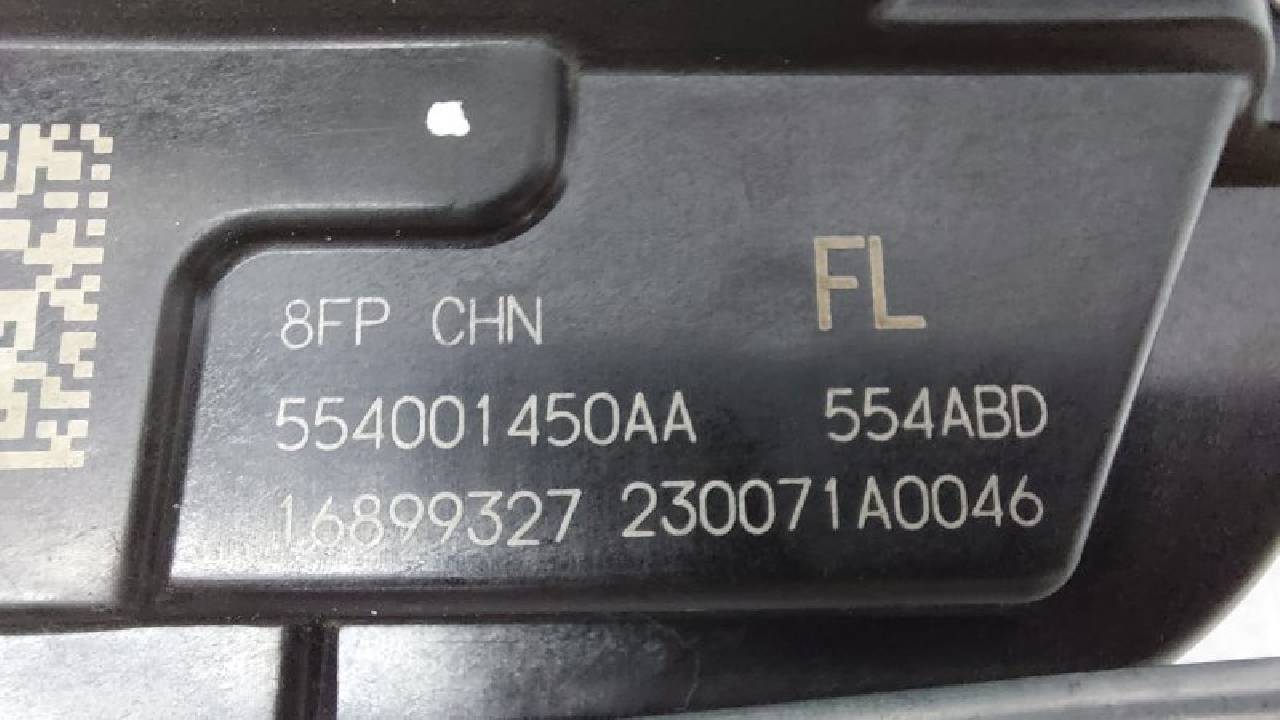 FL
8FP CHN
554001450AA 554ABD
16899327 230071A0046